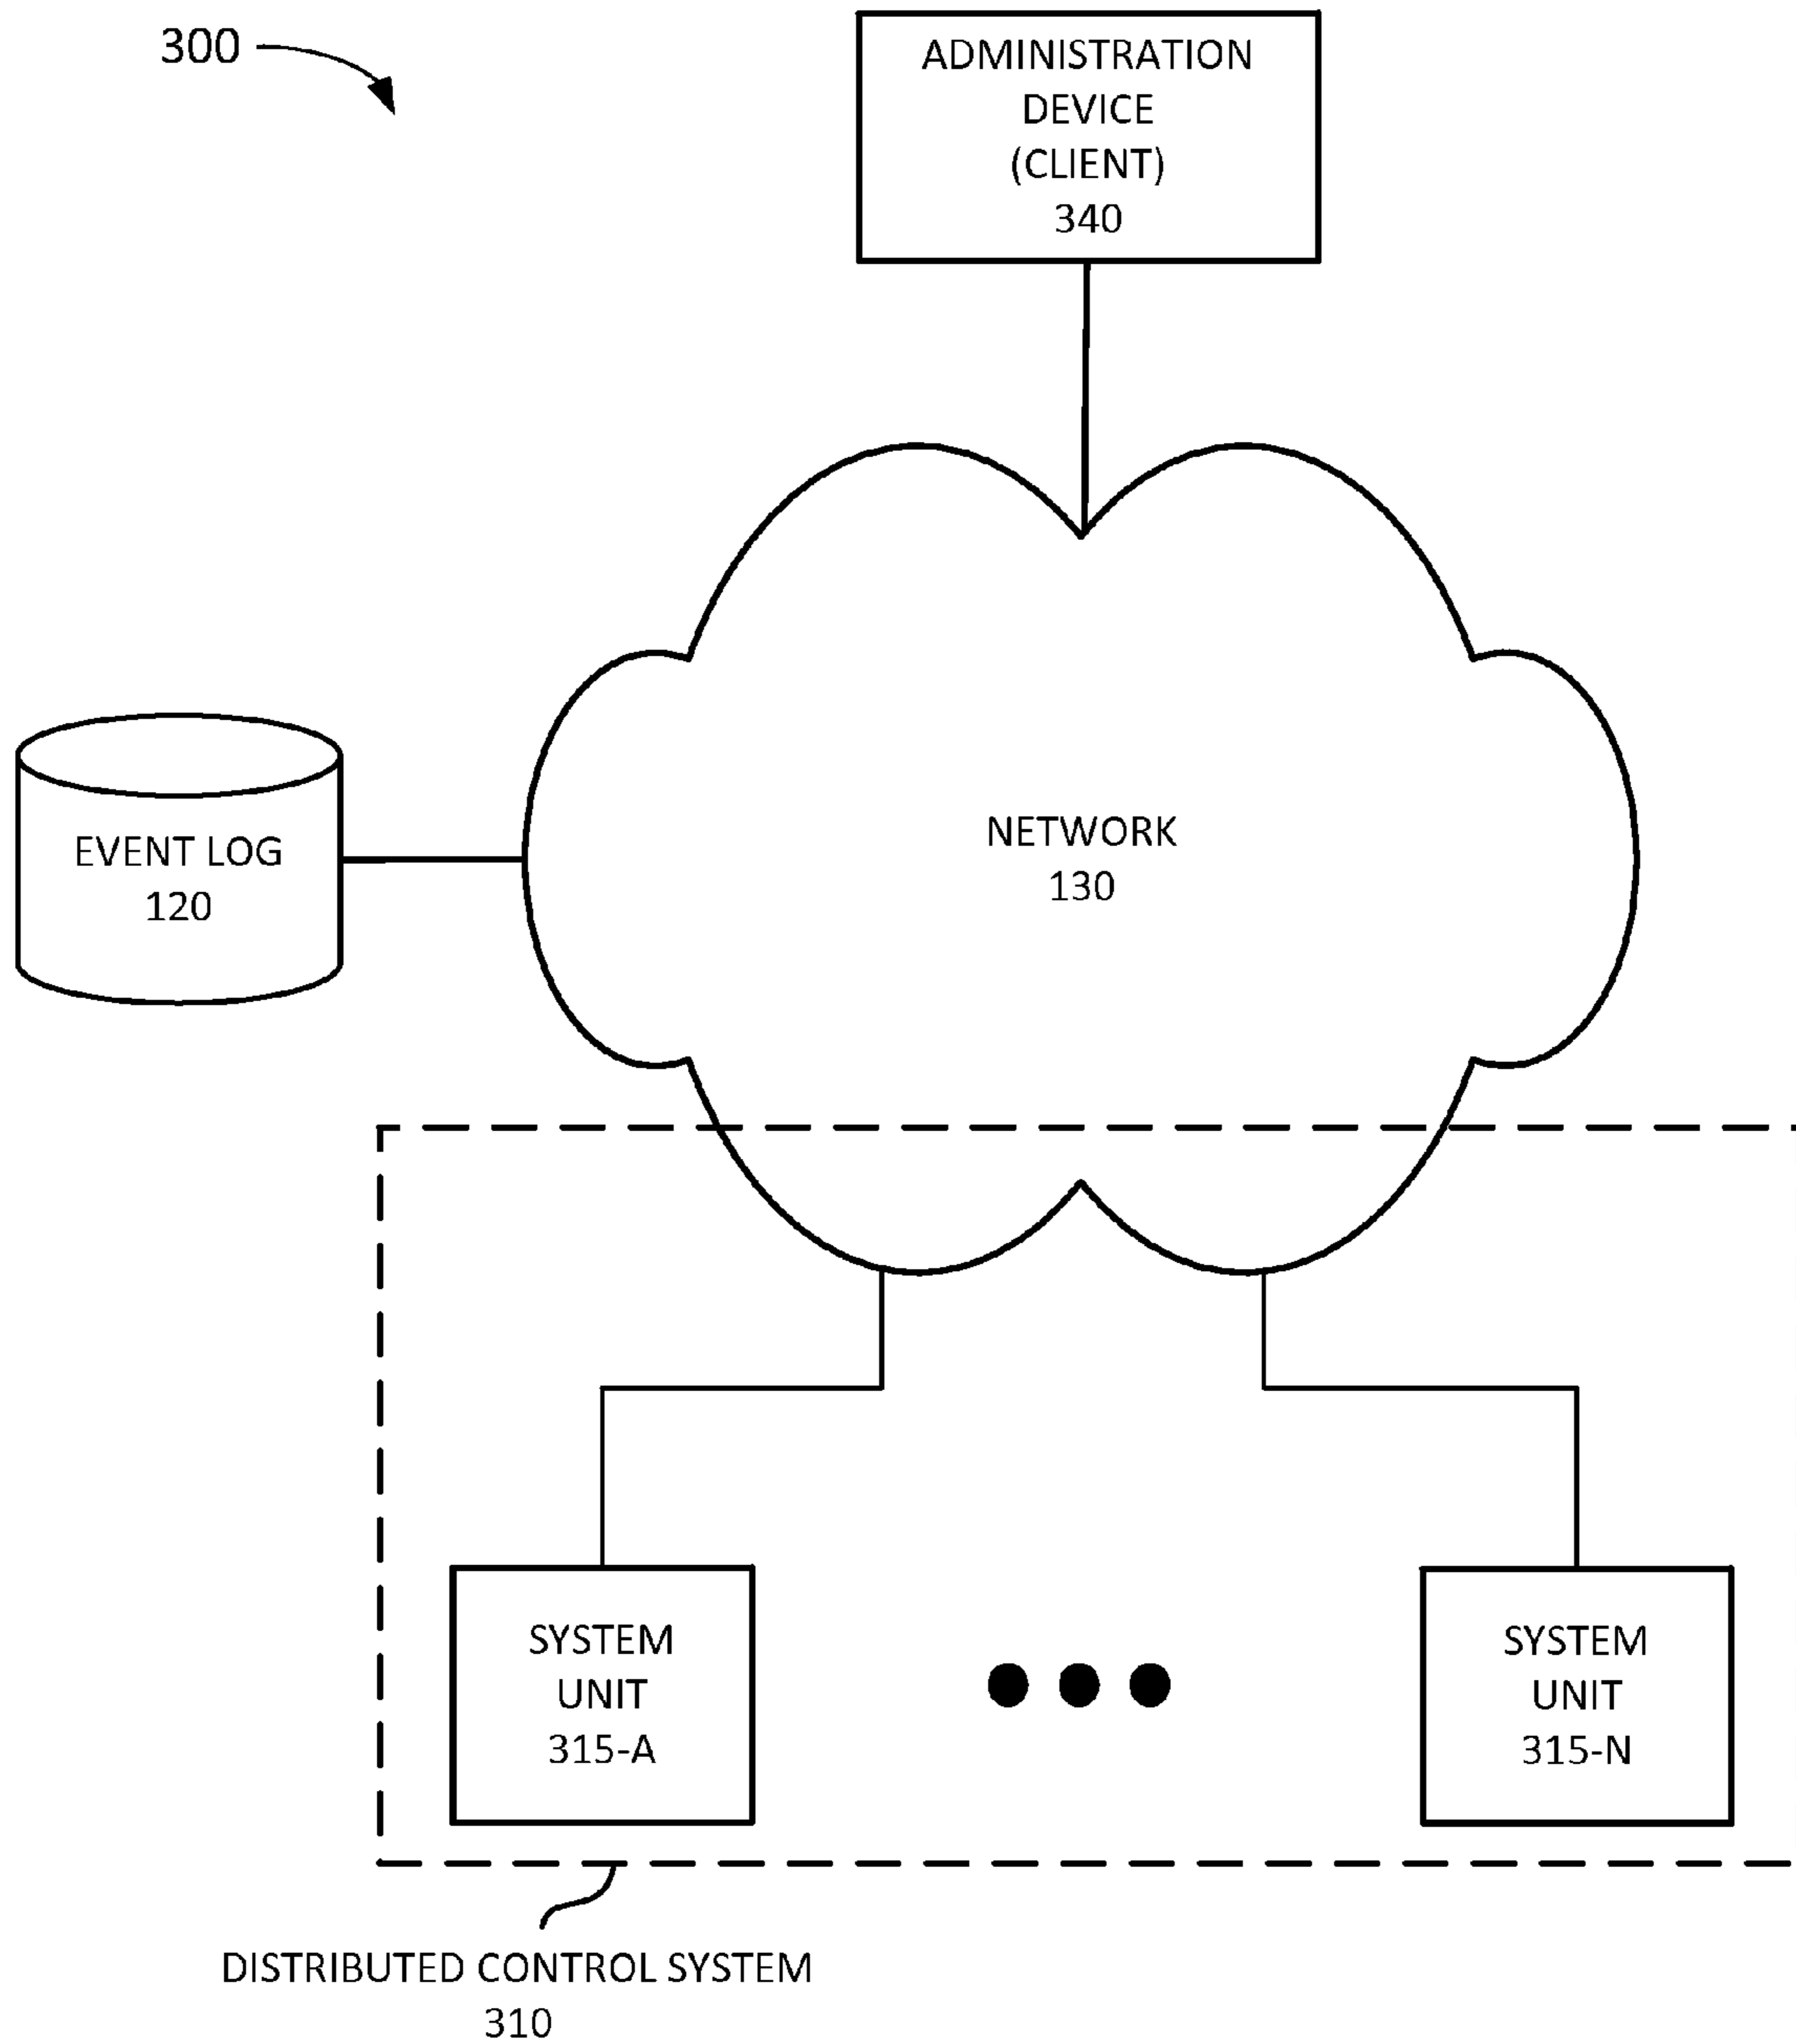 300
ADMINISTRATION
DEVICE
(CLIENT)
340
EVENT LOG
120
NETWORK
130
SYSTEM
UNIT
315-A
SYSTEM
UNIT
315-N
DISTRIBUTED CONTROL SYSTEM
310